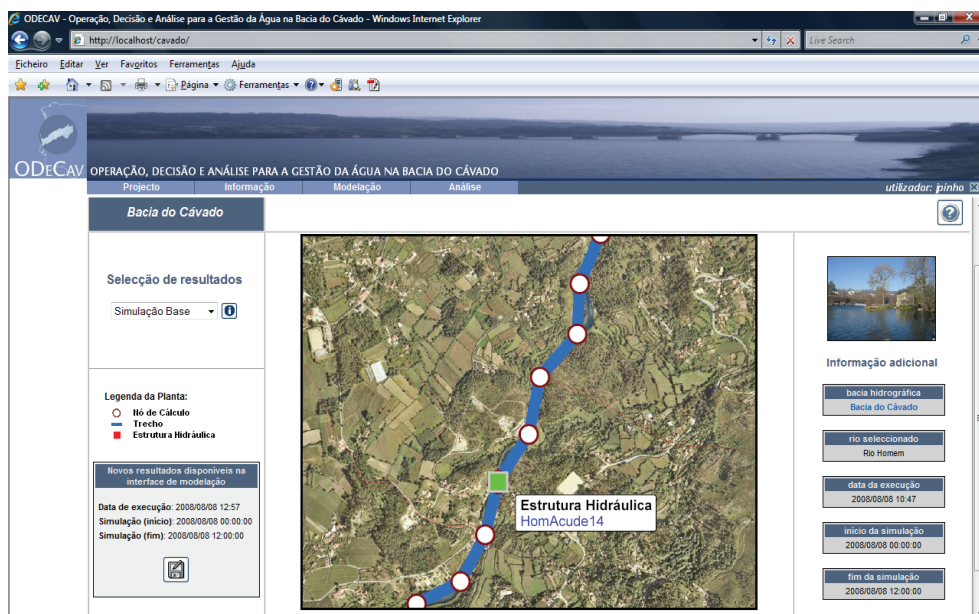 ODECAV - Operação, Decisão e Análise para a Gestão da Água na Bacia do Cávado - Windows Internet Explorer
http://localhost/cavado/
Live Search
Ficheiro Editar Ver Favoritos Ferramentas Ajuda
Página Ferramentas
ODECAV
OPERAÇÃO, DECISÃO E ANÁLISE PARA A GESTÃO DA ÁGUA NA BACIA DO CÁVADO
Projecto Informação Modelação Análise utilizador: jpinho
Bacia do Cávado
Selecção de resultados
Simulação Base
Legenda da Planta:
Nó de Cálculo
Trecho
Estrutura Hidráulica
Novos resultados disponíveis na
interface de modelação
Data de execução: 2008/08/08 12:57
Simulação (início): 2008/08/08 00:00:00
Simulação (fim): 2008/08/08 12:00:00
Estrutura Hidráulica
HomAcude14
Informação adicional
bacia hidrográfica
Bacia do Cávado
rio seleccionado
Rio Homem
data da execução
2008/08/08 10:47
início da simulação
2008/08/08 00:00:00
fim da simulação
2008/08/08 12:00:00